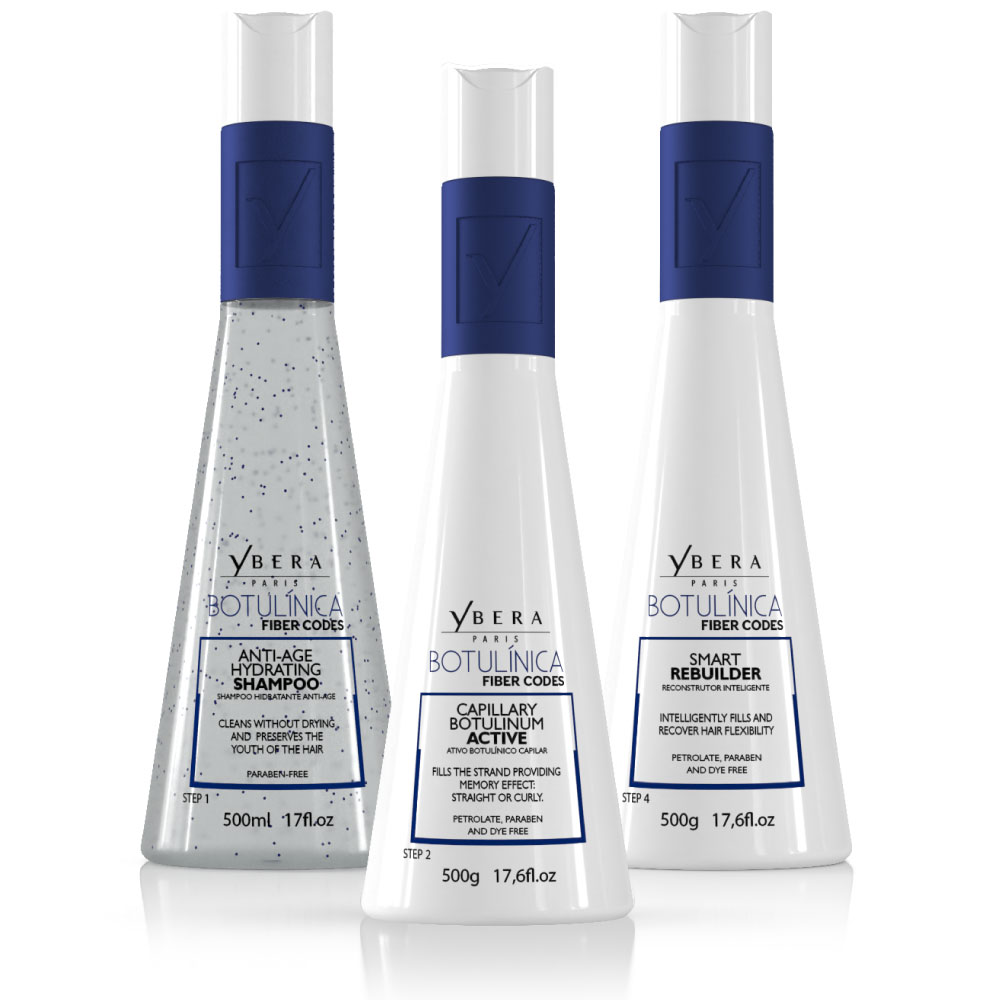 YBERA
PARIS
BOTULÍNICA
FIBER CODES
ANTI-AGE
HYDRATING
SHAMPOO
SHAMPOO HIDRATANTE ANTI-AGE
CLEANS WITHOUT DRYING
AND PRESERVES THE
YOUTH OF THE HAIR
PARABEN-FREE
STEP 1
500ml 17fl.oz
Y
YBERA
PARIS
BOTULÍNICA
FIBER CODES
CAPILLARY
BOTULINUM
ACTIVE
ATIVO BOTULÍNICO CAPILAR
FILLS THE STRAND PROVIDING
MEMORY EFFECT:
STRAIGHT OR CURLY.
PETROLATE, PARABEN
AND DYE FREE
STEP 2
500g 17,6fl.oz
Y
YBERA
PARIS
BOTULÍNICA
FIBER CODES
SMART
REBUILDER
RECONSTRUTOR INTELIGENTE
INTELLIGENTLY FILLS AND
RECOVER HAIR FLEXIBILITY
PETROLATE, PARABEN
AND DYE FREE
STEP 4
500g 17,6fl.oz
Y